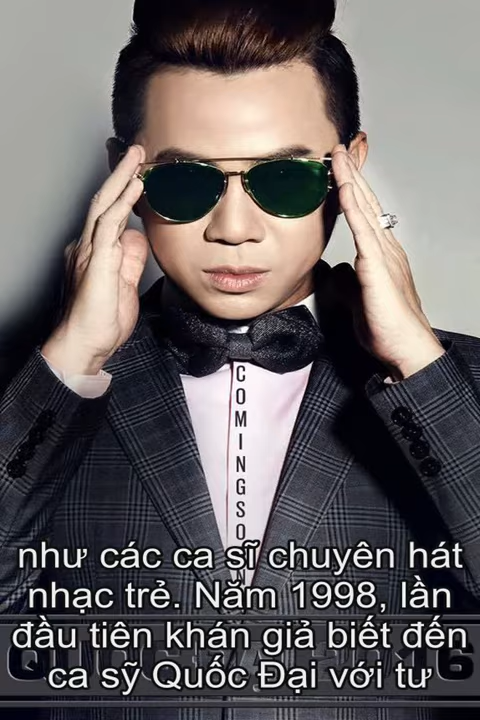 COMINGSO
như các ca sĩ chuyên hát
nhạc trẻ. Năm 1998, lần
đầu tiên khán giả biết đến
ca sỹ Quốc Đại với tư